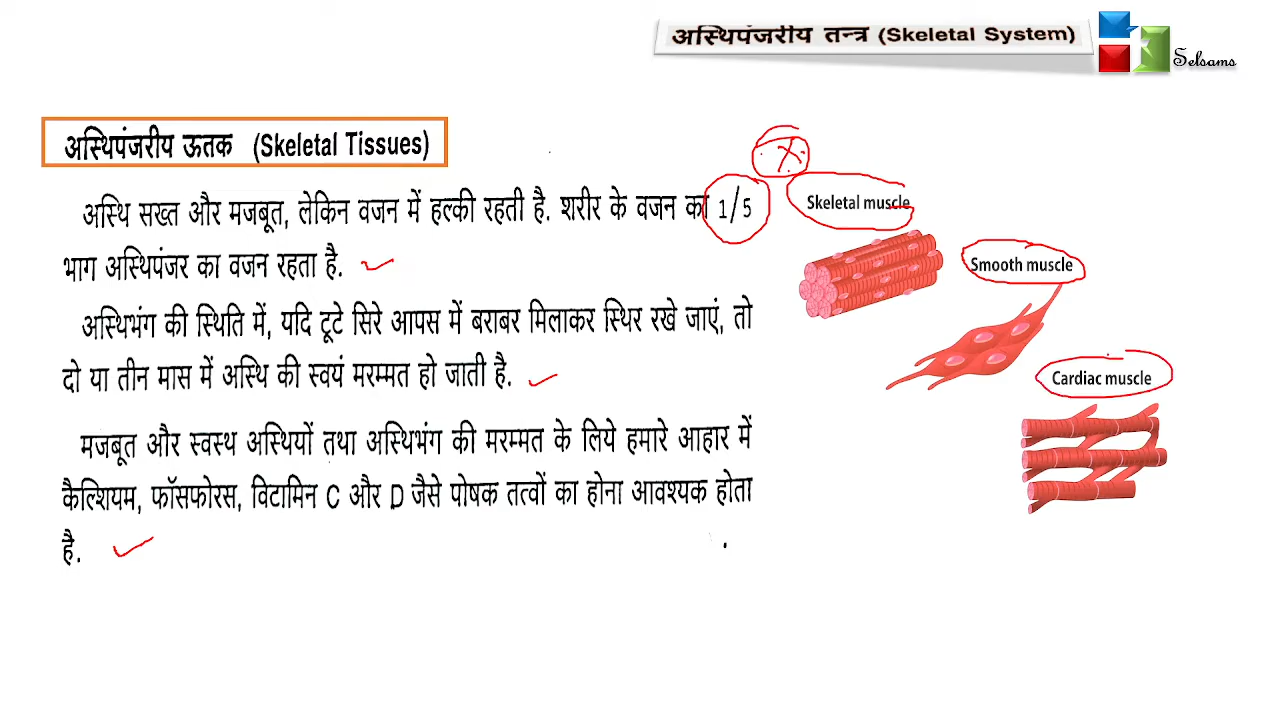 अस्थिपंजरीय तन्त्र (Skeletal System)
Selsams
अस्थिपंजरीय ऊतक (Skeletal Tissues)
अस्थि सख्त और मजबूत, लेकिन वजन में हल्की रहती है. शरीर के वजन का 1/5
भाग अस्थिपंजर का वजन रहता है.
अस्थिभंग की स्थिति में, यदि टूटे सिरे आपस में बराबर मिलाकर स्थिर रखे जाएं, तो
दो या तीन मास में अस्थि की स्वयं मरम्मत हो जाती है.
मजबूत और स्वस्थ अस्थियों तथा अस्थिभंग की मरम्मत के लिये हमारे आहार में
कैल्शियम, फॉसफोरस, विटामिन C और D जैसे पोषक तत्वों का होना आवश्यक होता
है.
Skeletal muscle
Smooth muscle
Cardiac muscle